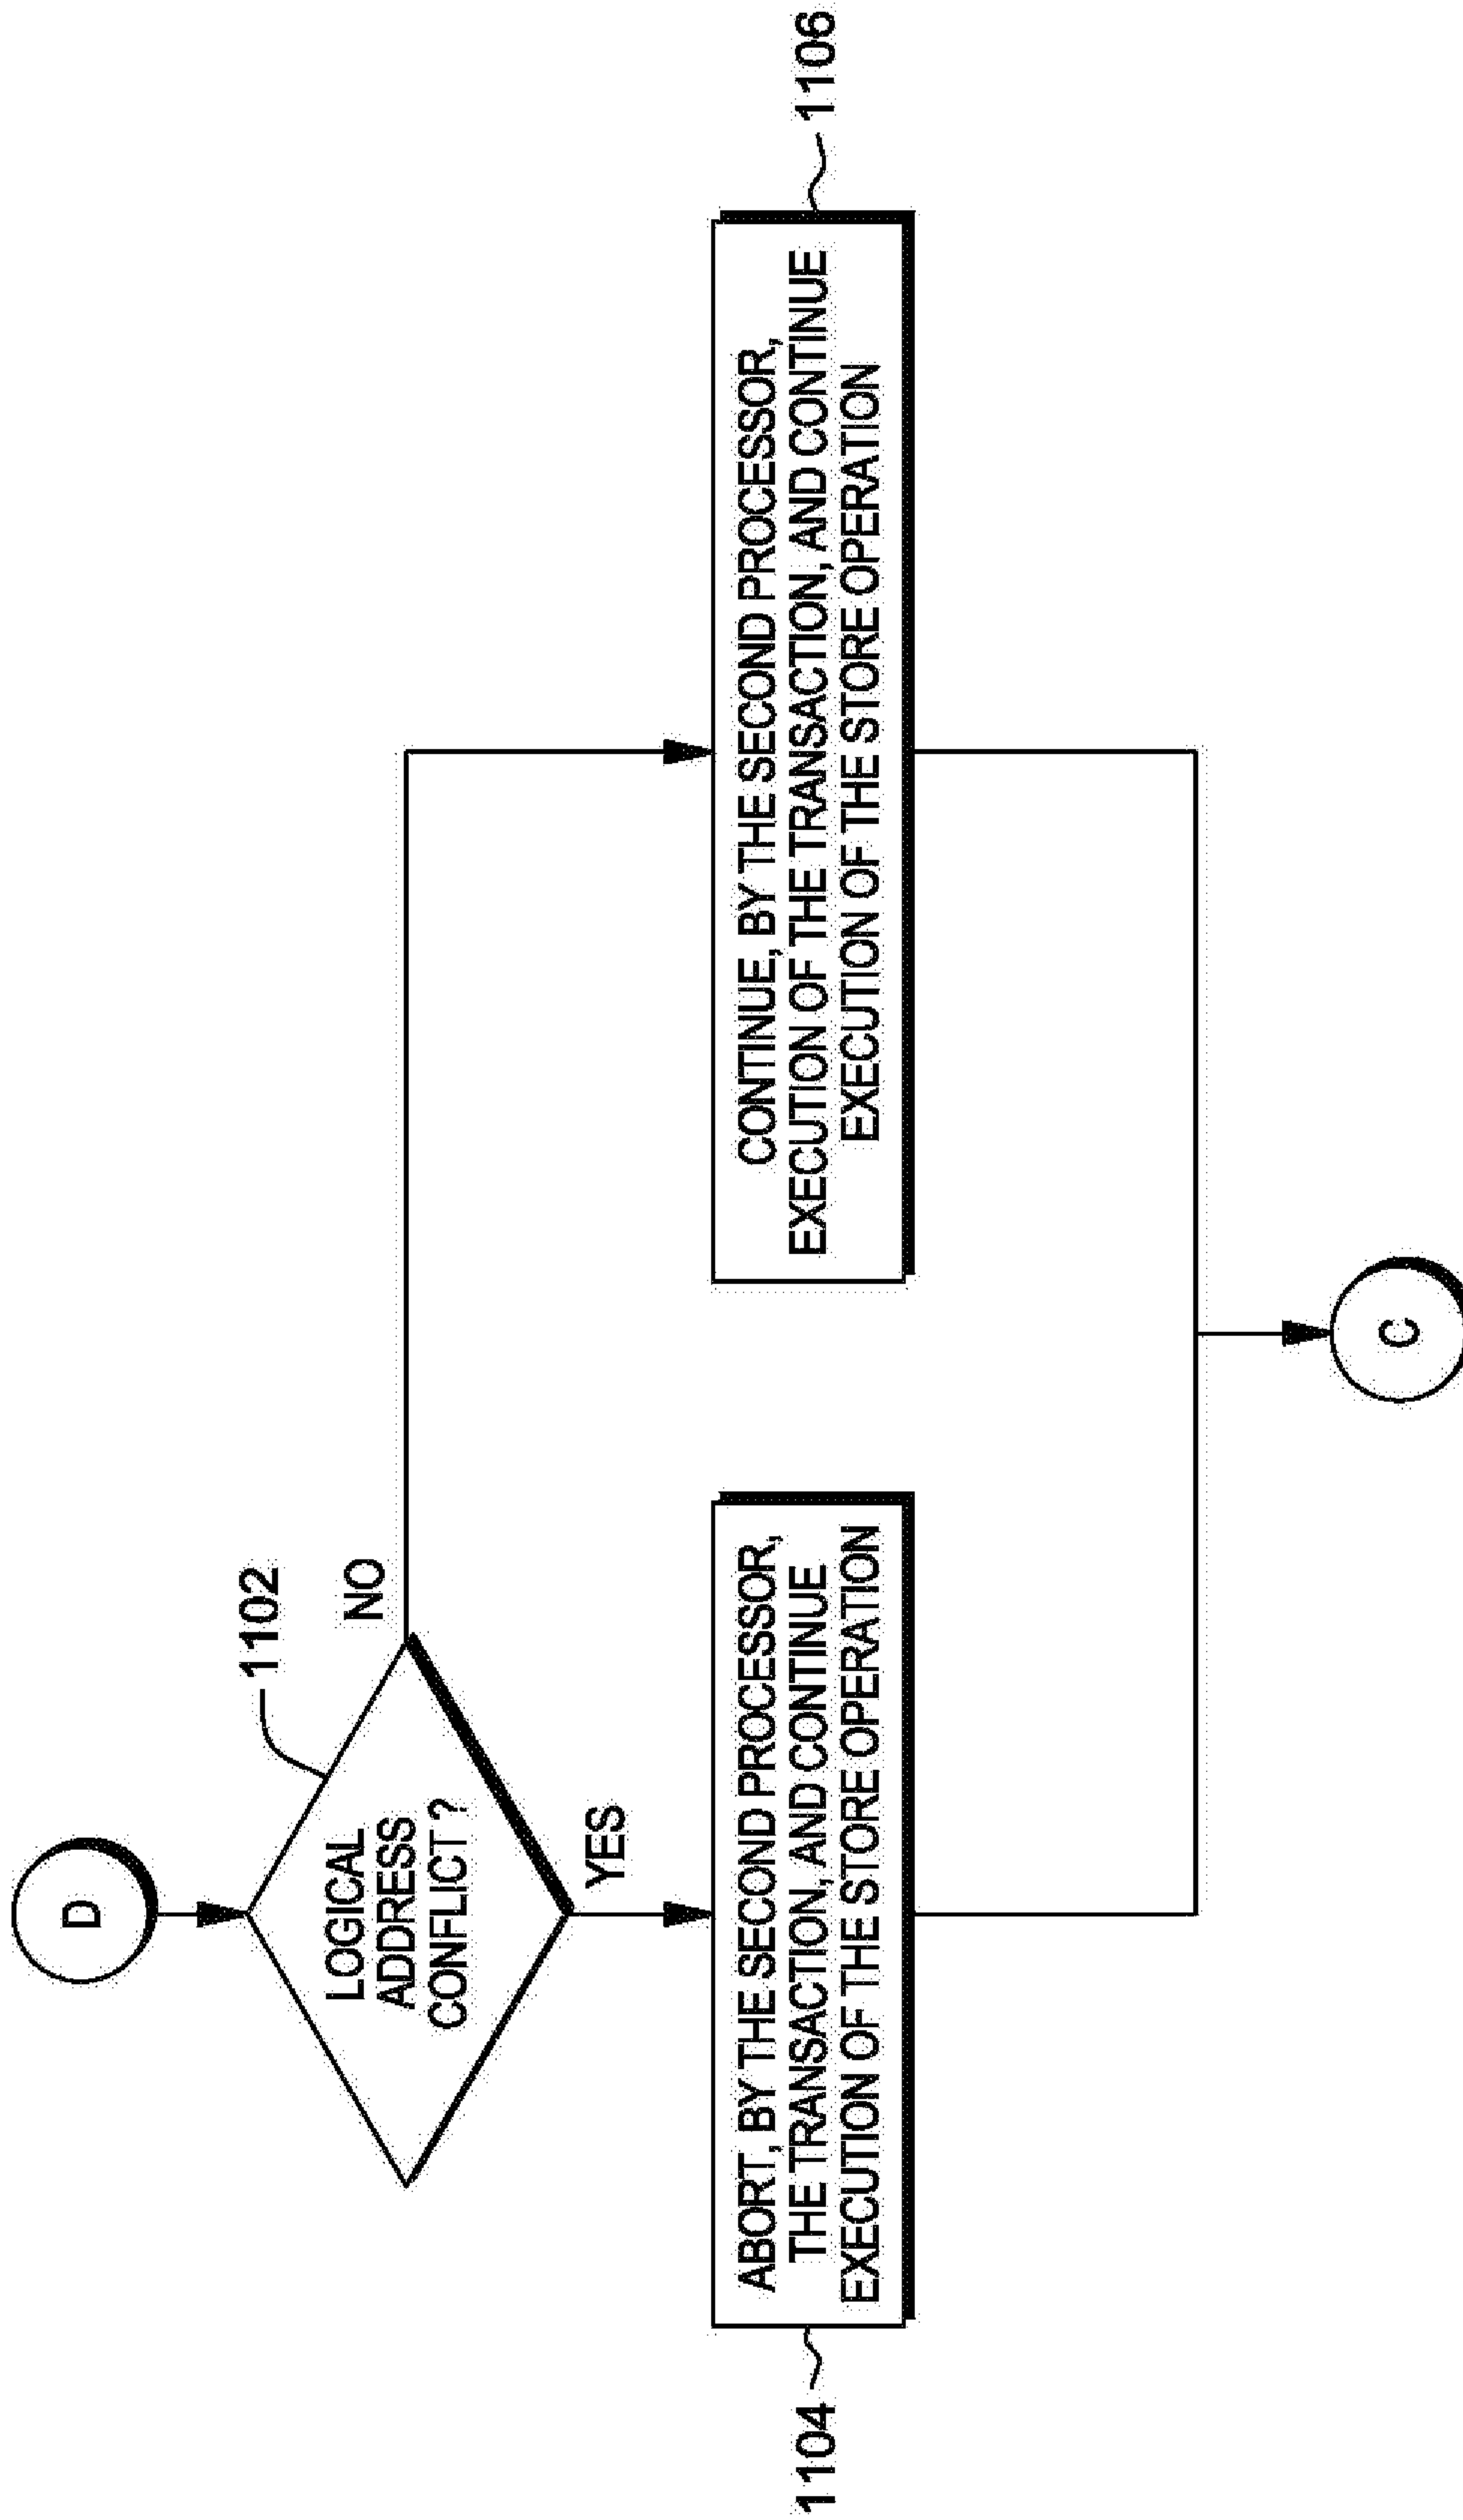 D
1102
LOGICAL
ADDRESS
CONFLICT ?
NO
YES
ABORT, BY THE SECOND PROCESSOR,
THE TRANSACTION, AND CONTINUE
EXECUTION OF THE STORE OPERATION
1104
CONTINUE, BY THE SECOND PROCESSOR,
EXECUTION OF THE TRANSACTION, AND CONTINUE
EXECUTION OF THE STORE OPERATION
1106
C